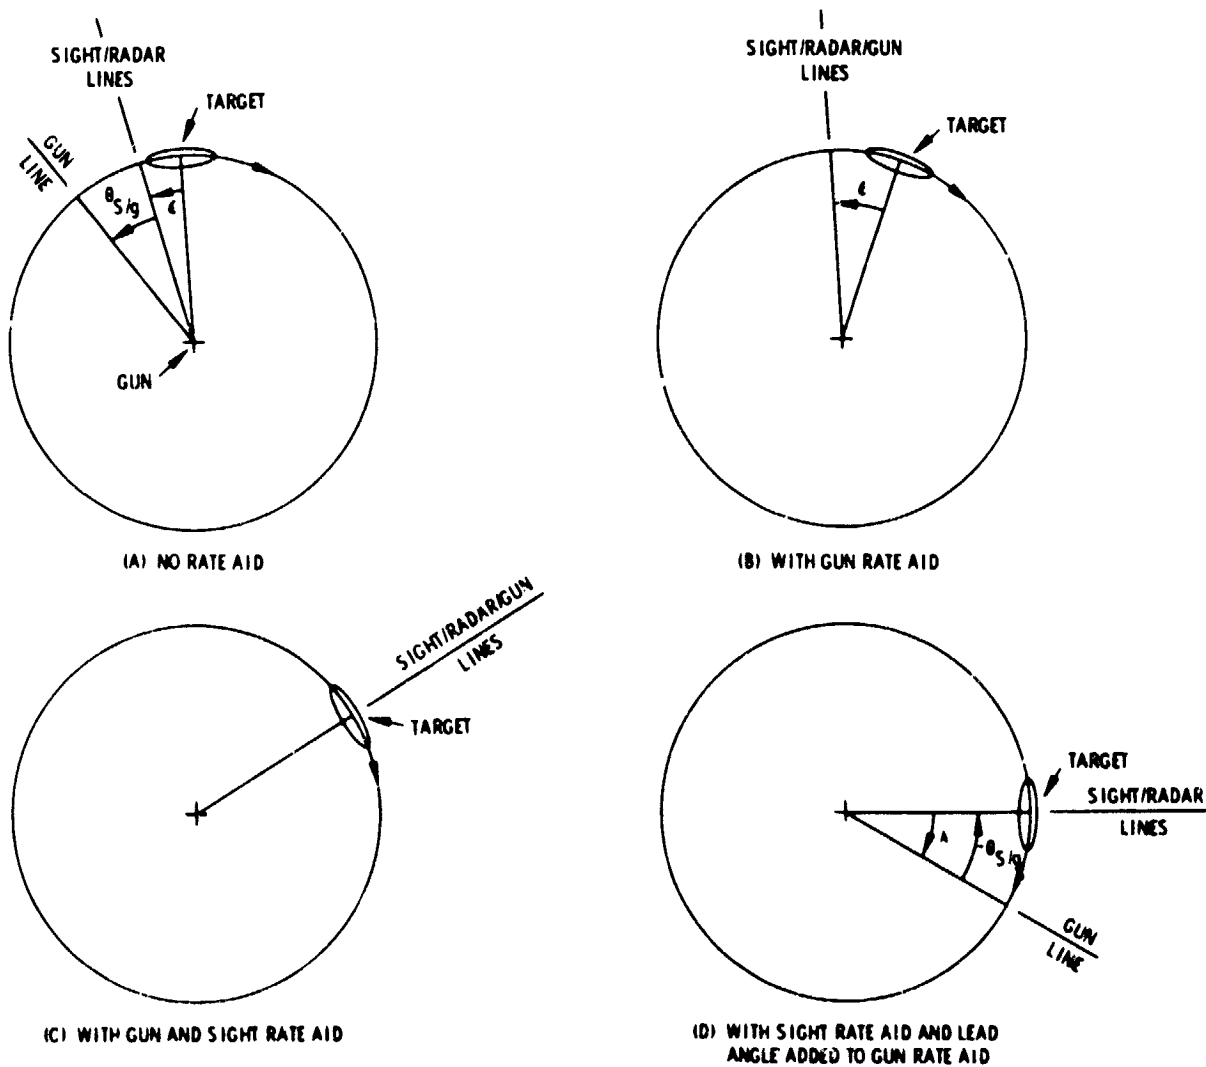 SIGHT/RADAR
LINES
TARGET
GUN
LINE
θS/g
ϵ
GUN
(A) NO RATE AID
SIGHT/RADAR/GUN
LINES
TARGET
ϵ
(B) WITH GUN RATE AID
SIGHT/RADAR/GUN
LINES
TARGET
(C) WITH GUN AND SIGHT RATE AID
TARGET
SIGHT/RADAR
LINES
-θS/g
GUN
LINE
(D) WITH SIGHT RATE AID AND LEAD
ANGLE ADDED TO GUN RATE AID